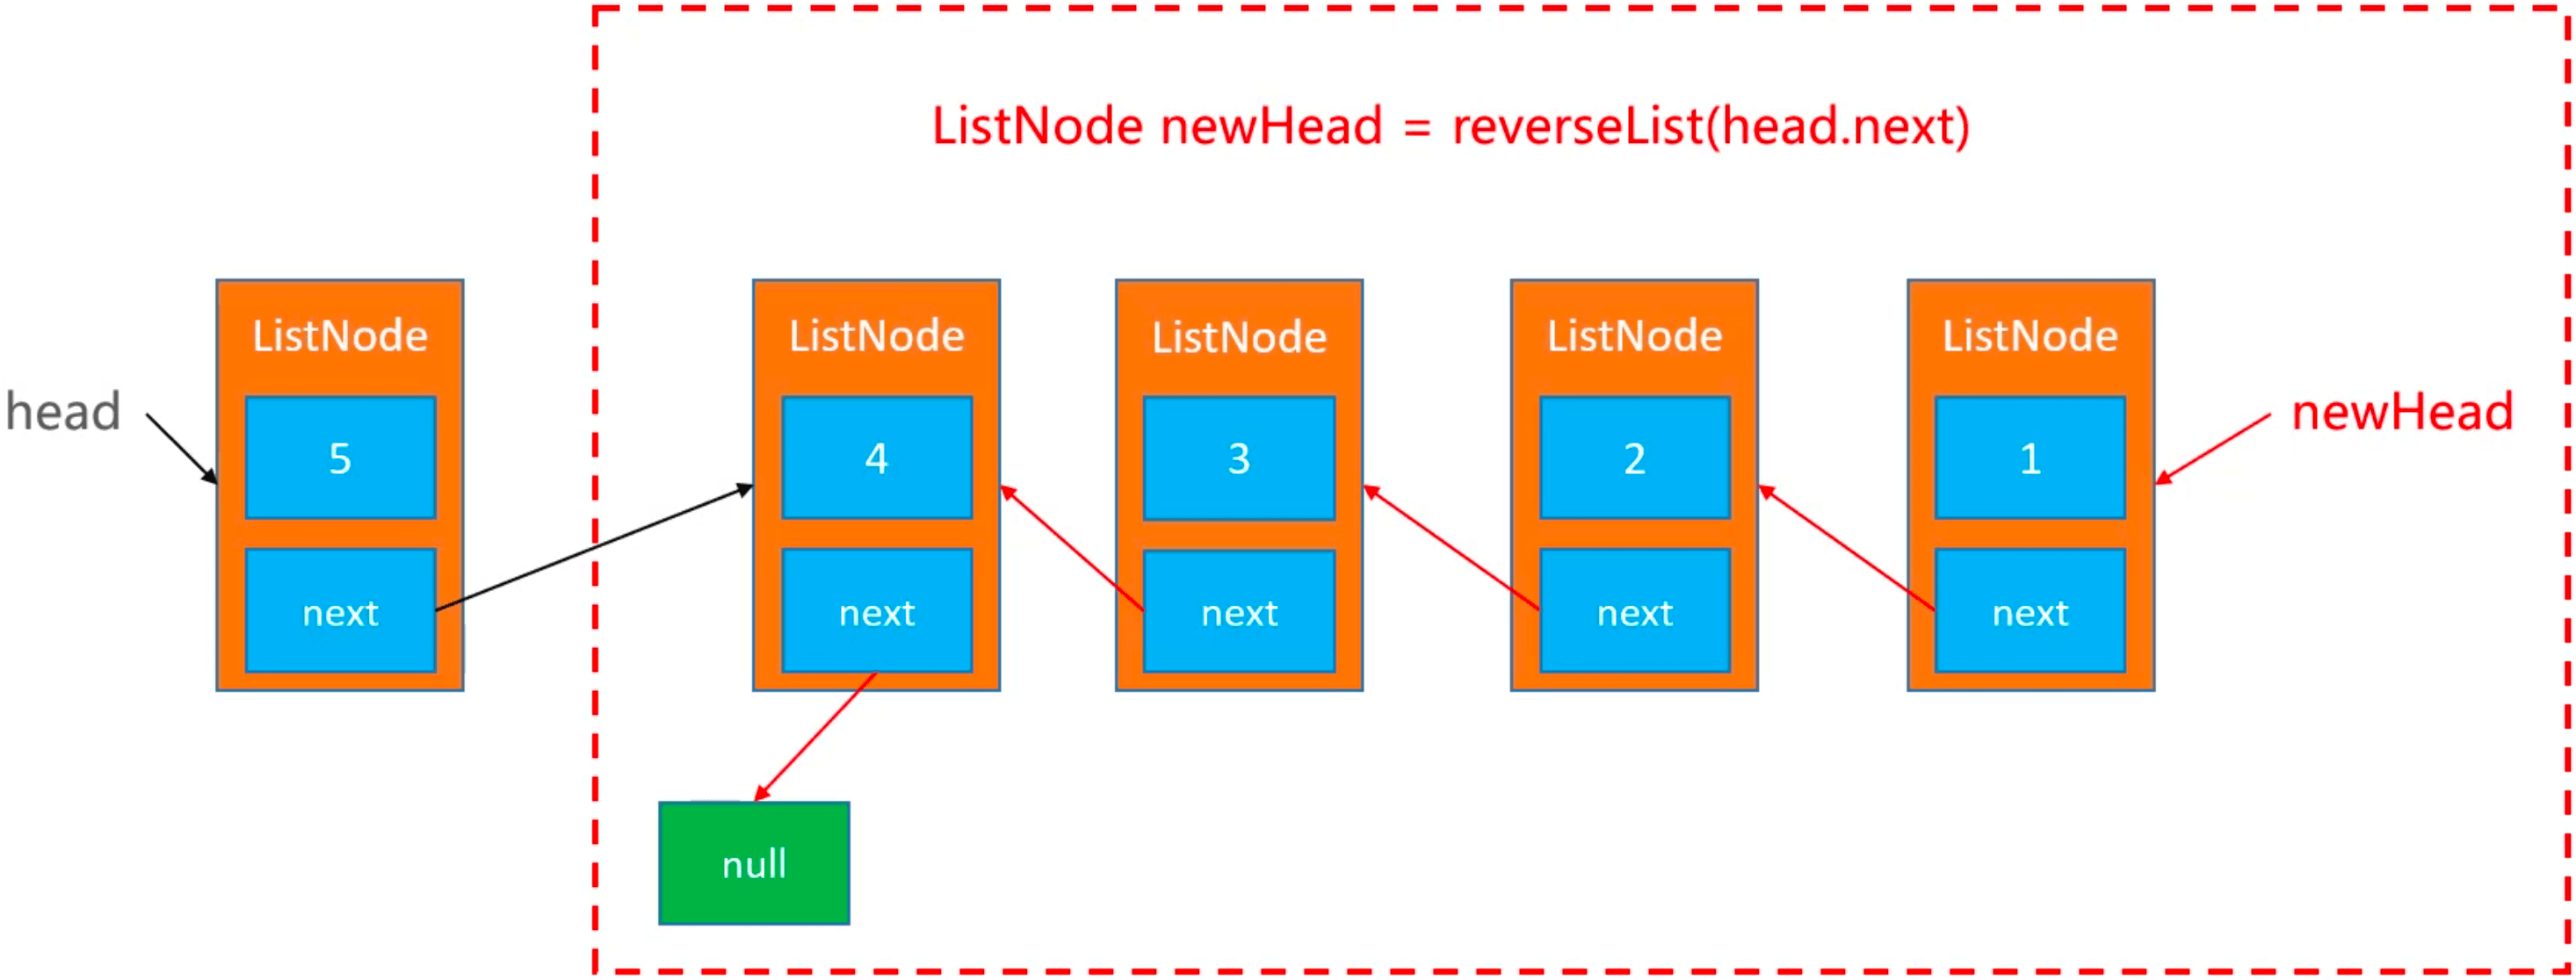 ListNode newHead = reverseList(head.next)
head
ListNode
5
next
ListNode
4
next
ListNode
3
next
ListNode
2
next
ListNode
1
next
newHead
null